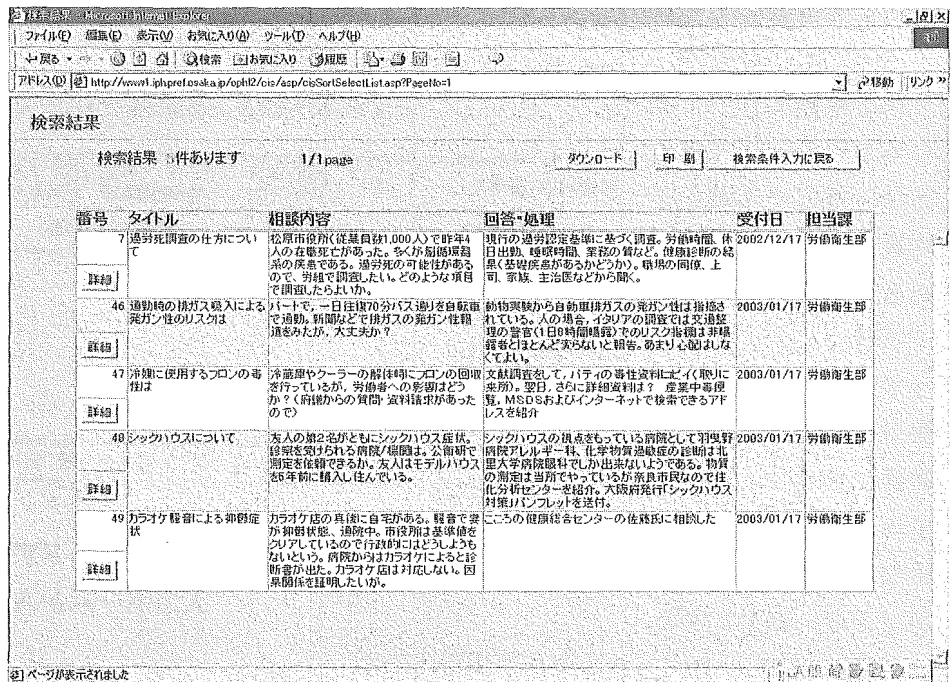 検索結果 - Microsoft Internet Explorer
ファイル(F) 編集(E) 表示(V) お気に入り(A) ツール(T) ヘルプ(H)
戻る 検索 お気に入り 履歴
アドレス(D) http://www1.iph.pref.osaka.jp/ophl2/cis/asp/cisSortSelectList.asp?PageNo=1 移動 リンク
検索結果
検索結果 5件あります 1/1page ダウンロード 印 刷 検索条件入力に戻る
番号 タイトル 相談内容 回答・処理 受付日 担当課
7 過労死調査の仕方につい 松原市役所(従業員数1,000人)で昨年4 現行の過労認定基準に基づく調査。労働時間、休 2002/12/17 労働衛生部
て 人の在職死亡があった。多くが脳循環器 日出勤、睡眠時間、業務の質など。健康診断の結
系の疾患である。過労死の可能性がある 果(基礎疾患があるかどうか)。職場の同僚、上
詳細 ので、労組で調査したい。どのような項目 司、家族、主治医などから聞く。
で調査したらよいか。
46 通勤時の排ガス吸入による パートで、一日往復70分バス通りを自転車 動物実験から自動車排ガスの発ガン性は指摘さ 2003/01/17 労働衛生部
発ガン性のリスクは で通勤。新聞などで排ガスの発ガン性報 れている。人の場合、イタリアの調査では交通整
道をみたが、大丈夫か? 理の警官(1日8時間曝露)でのリスク指標は非曝
詳細 露者とほとんど変らないと報告。あまり心配はしな
くてよい。
47 冷媒に使用するフロンの毒 冷蔵庫やクーラーの解体時にフロンの回収 文献調査をして、パティの毒性資料コピイ(取りに 2003/01/17 労働衛生部
性は を行っているが、労働者への影響はどう 来所)。翌日、さらに詳細資料は? 産業中毒便
か?(府議からの質問・資料請求があった 覧、MSDSおよびインターネットで検索できるアド
詳細 ので) レスを紹介
48 シックハウスについて 友人の娘2名がともにシックハウス症状。 シックハウスの視点をもっている病院として羽曳野 2003/01/17 労働衛生部
診察を受けられる病院/機関は。公衛研で 病院アレルギー科、化学物質過敏症の診断は北
測定を依頼できるか。友人はモデルハウス 里大学病院眼科でしか出来ないようである。物質
詳細 を6年前に購入し住んでいる。 の測定は当所でやっているが奈良市民なので住
化分析センターを紹介。大阪府発行「シックハウス
対策」パンフレットを送付。
49 カラオケ騒音による抑鬱症 カラオケ店の真後に自宅がある。騒音で妻 こころの健康総合センターの佐藤氏に相談した 2003/01/17 労働衛生部
状 が抑鬱状態、通院中。市役所は基準値を
クリアしているので行政的にはどうしようも
ないという。病院からはカラオケによると診
詳細 断書が出た。カラオケ店は対応しない。因
果関係を証明したいが。
ページが表示されました